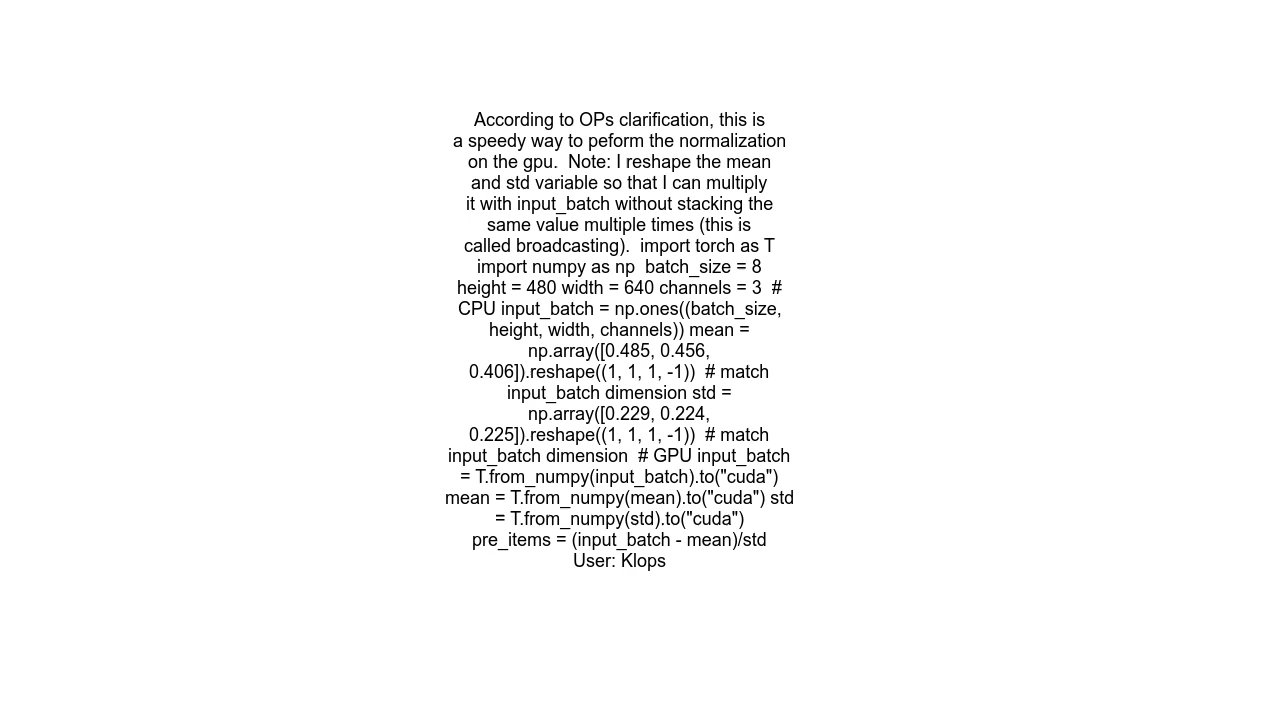 According to OPs clarification, this is
a speedy way to peform the normalization
on the gpu.  Note: I reshape the mean
and std variable so that I can multiply
it with input_batch without stacking the
same value multiple times (this is
called broadcasting).  import torch as T
import numpy as np  batch_size = 8
height = 480 width = 640 channels = 3  #
CPU input_batch = np.ones((batch_size,
height, width, channels)) mean =
np.array([0.485, 0.456,
0.406]).reshape((1, 1, 1, -1))  # match
input_batch dimension std =
np.array([0.229, 0.224,
0.225]).reshape((1, 1, 1, -1))  # match
input_batch dimension  # GPU input_batch
= T.from_numpy(input_batch).to("cuda")
mean = T.from_numpy(mean).to("cuda") std
= T.from_numpy(std).to("cuda")
pre_items = (input_batch - mean)/std
User: Klops